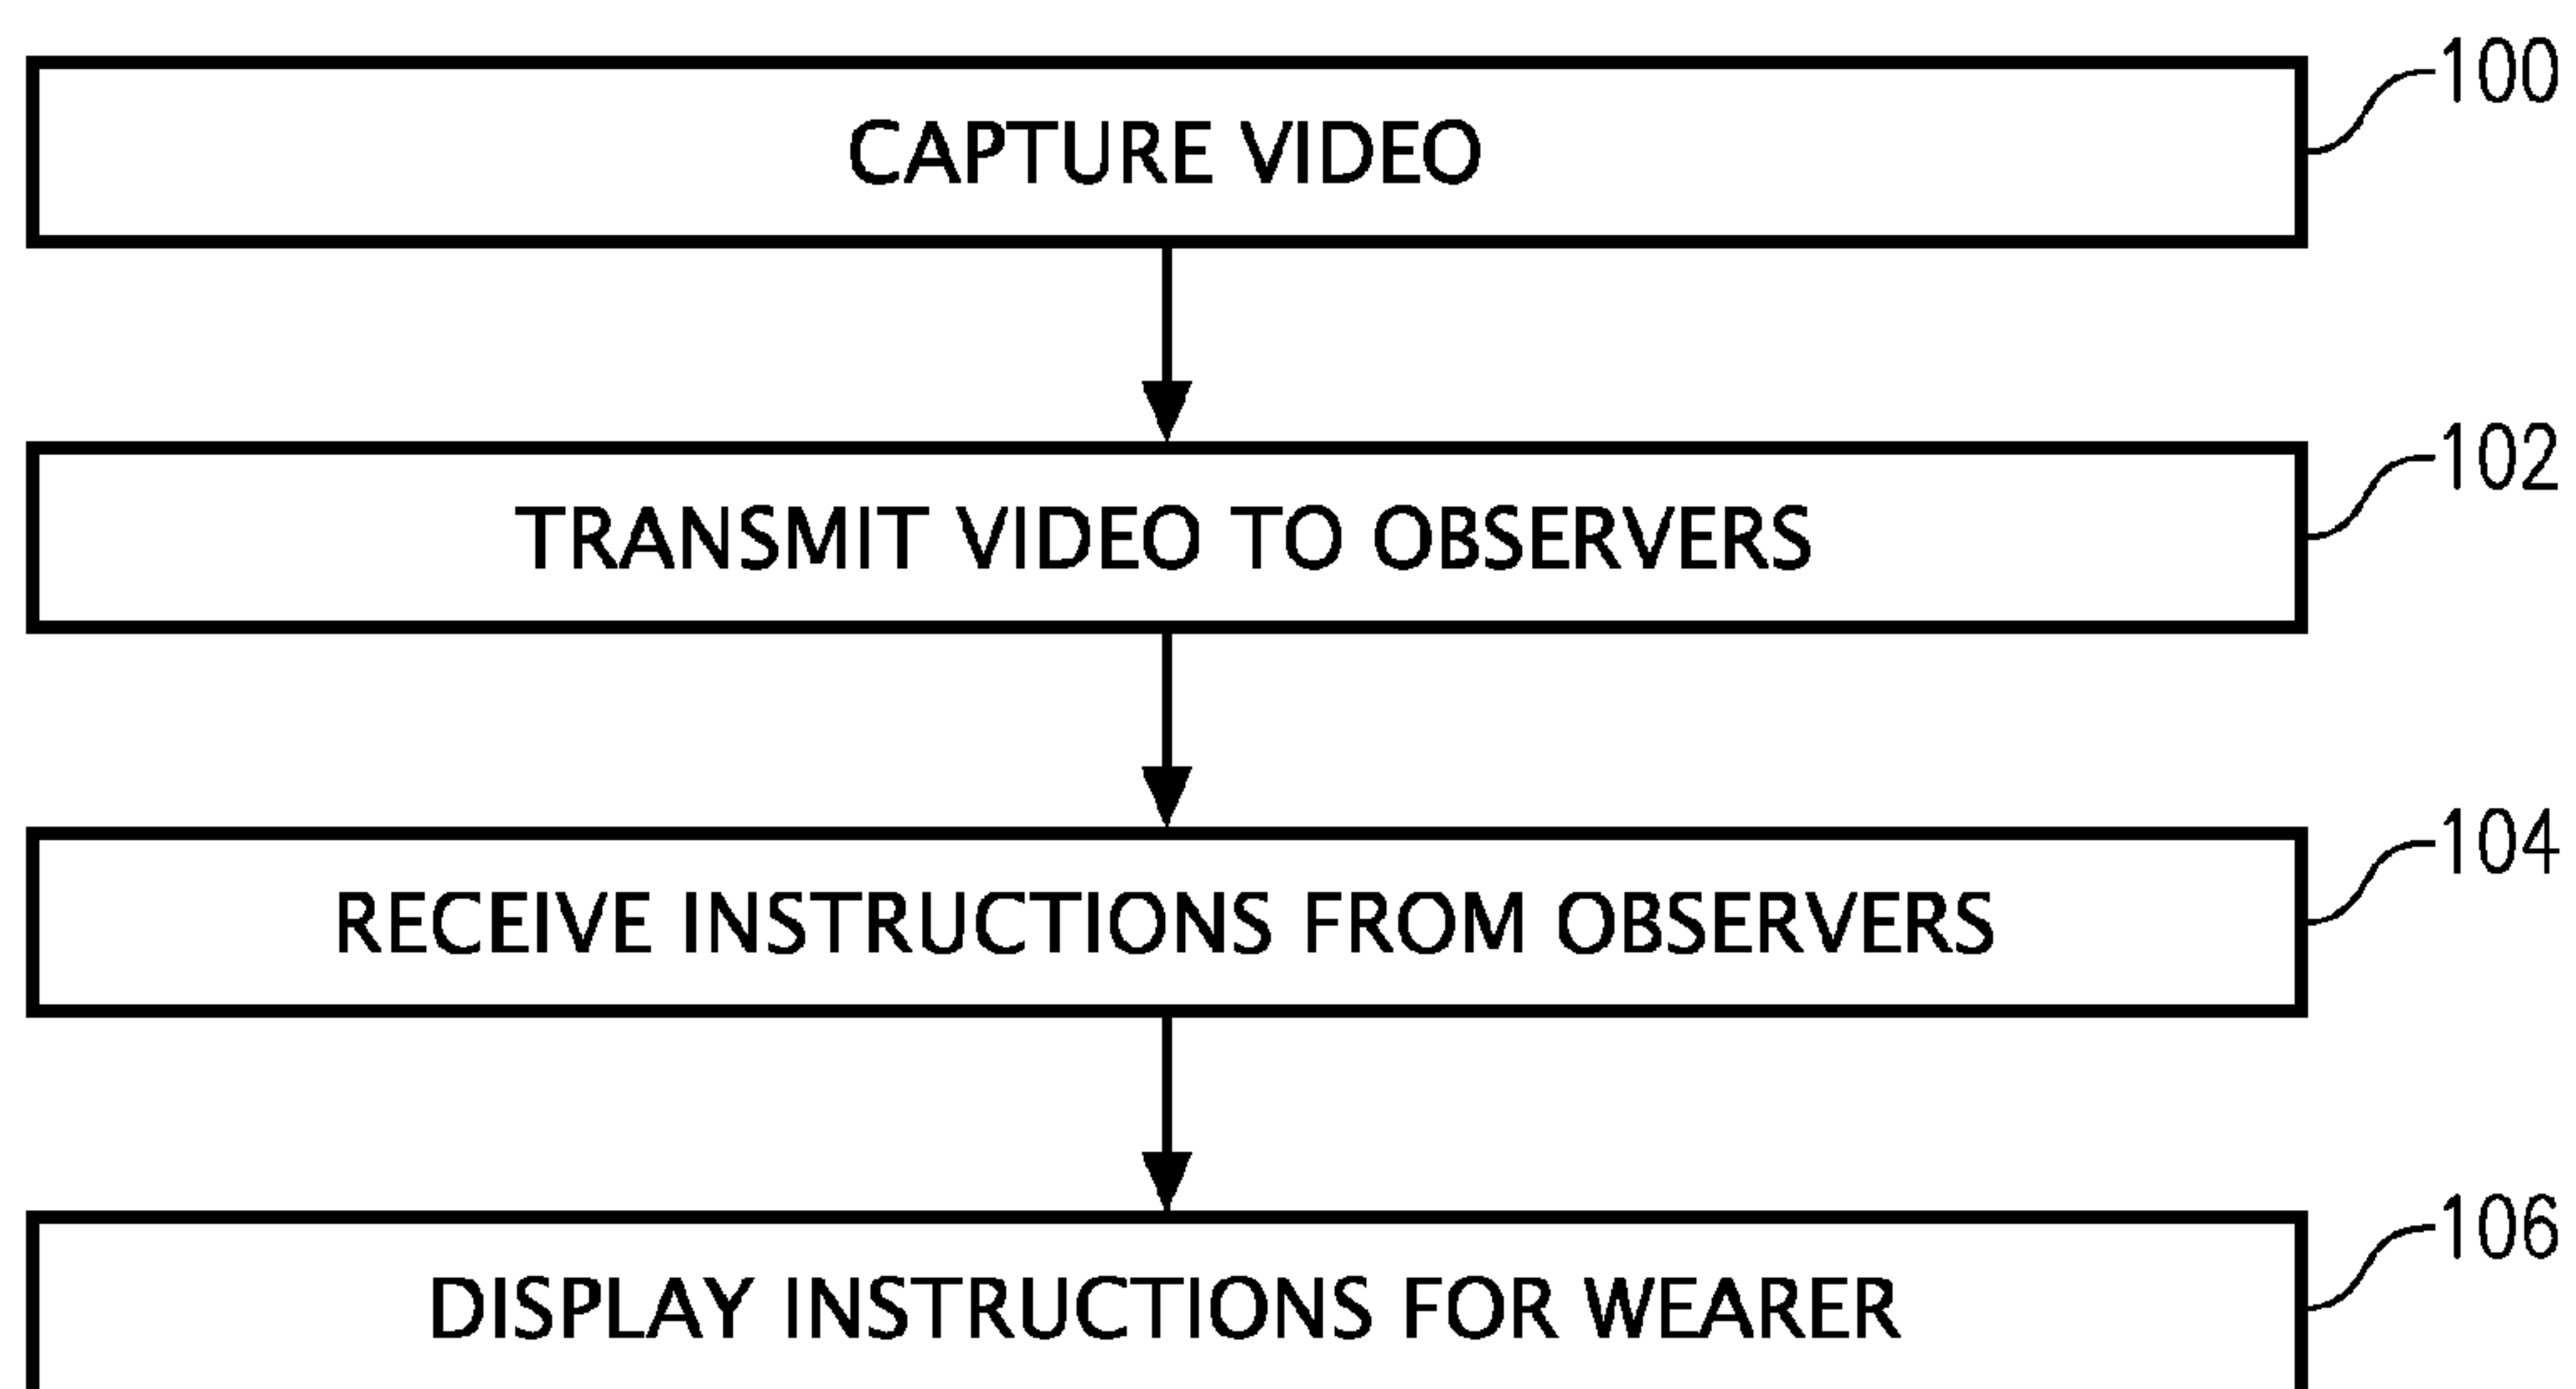 100
CAPTURE VIDEO
102
TRANSMIT VIDEO TO OBSERVERS
104
RECEIVE INSTRUCTIONS FROM OBSERVERS
106
DISPLAY INSTRUCTIONS FOR WEARER